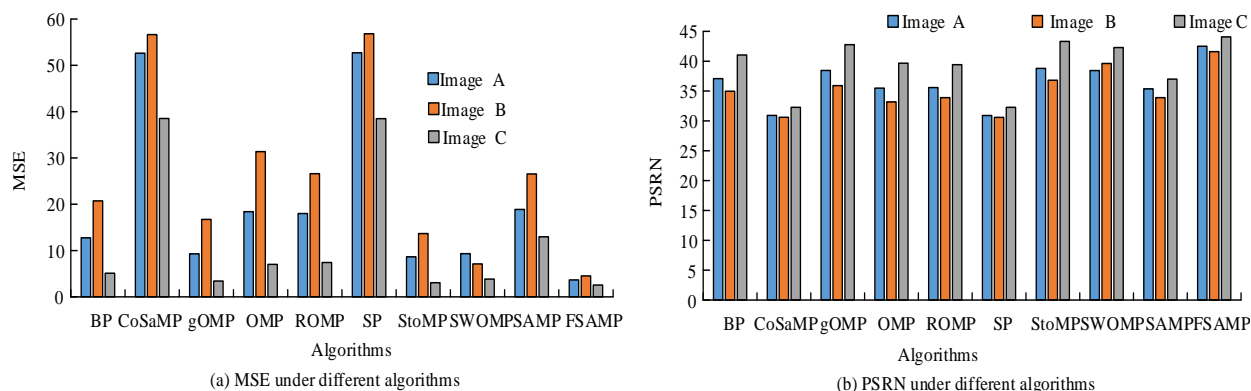 60
50
40
30
20
10
0
MSE
Image A
Image B
Image C
BP CoSaMP gOMP OMP ROMP SP StoMP SWOMP SAMP FSAMP
Algorithms
(a) MSE under different algorithms
Image A Image B Image C
45
40
35
30
25
20
15
10
5
0
PSRN
BP CoSaMP gOMP OMP ROMP SP StoMP SWOMP SAMP FSAMP
Algorithms
(b) PSRN under different algorithms